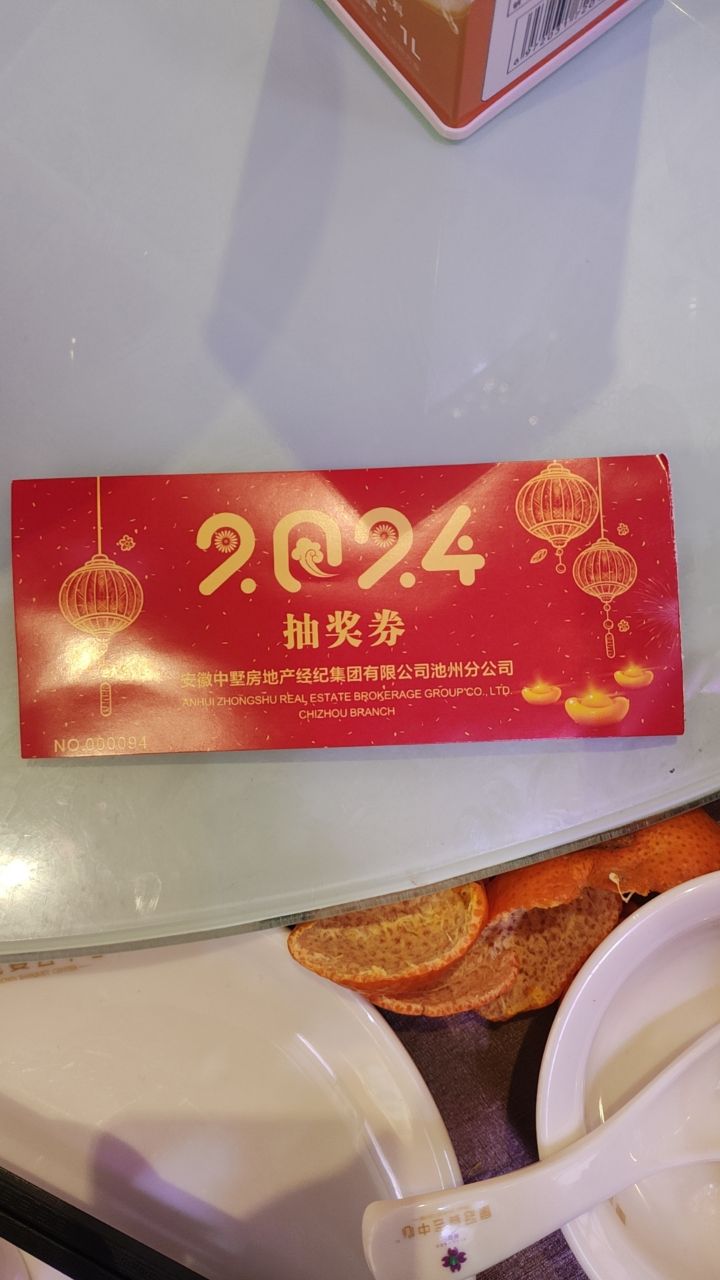 1L
2024
抽奖券
安徽中墅房地产经纪集团有限公司池州分公司
ANHUI ZHONGSHU REAL ESTATE BROKERAGE GROUP CO., LTD.
CHIZHOU BRANCH
NO.000094